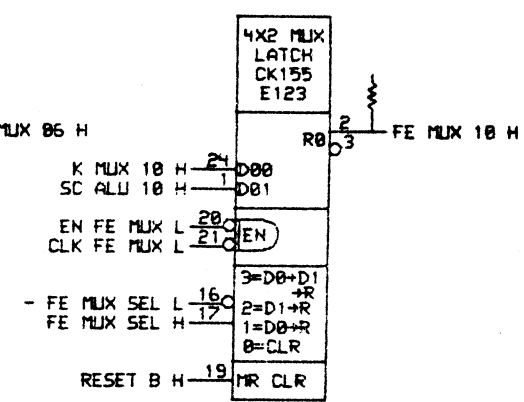 4X2 MUX
LATCH
CK155
E123
MUX 06 H
R0
2
3
FE MUX 10 H
K MUX 10 H 24 D00
SC ALU 10 H 1 D01
EN FE MUX L 20
CLK FE MUX L 21
EN
3=D0+D1
→R
- FE MUX SEL L 16
2=D1→R
FE MUX SEL H 17
1=D0→R
0=CLR
RESET B H 19 MR CLR